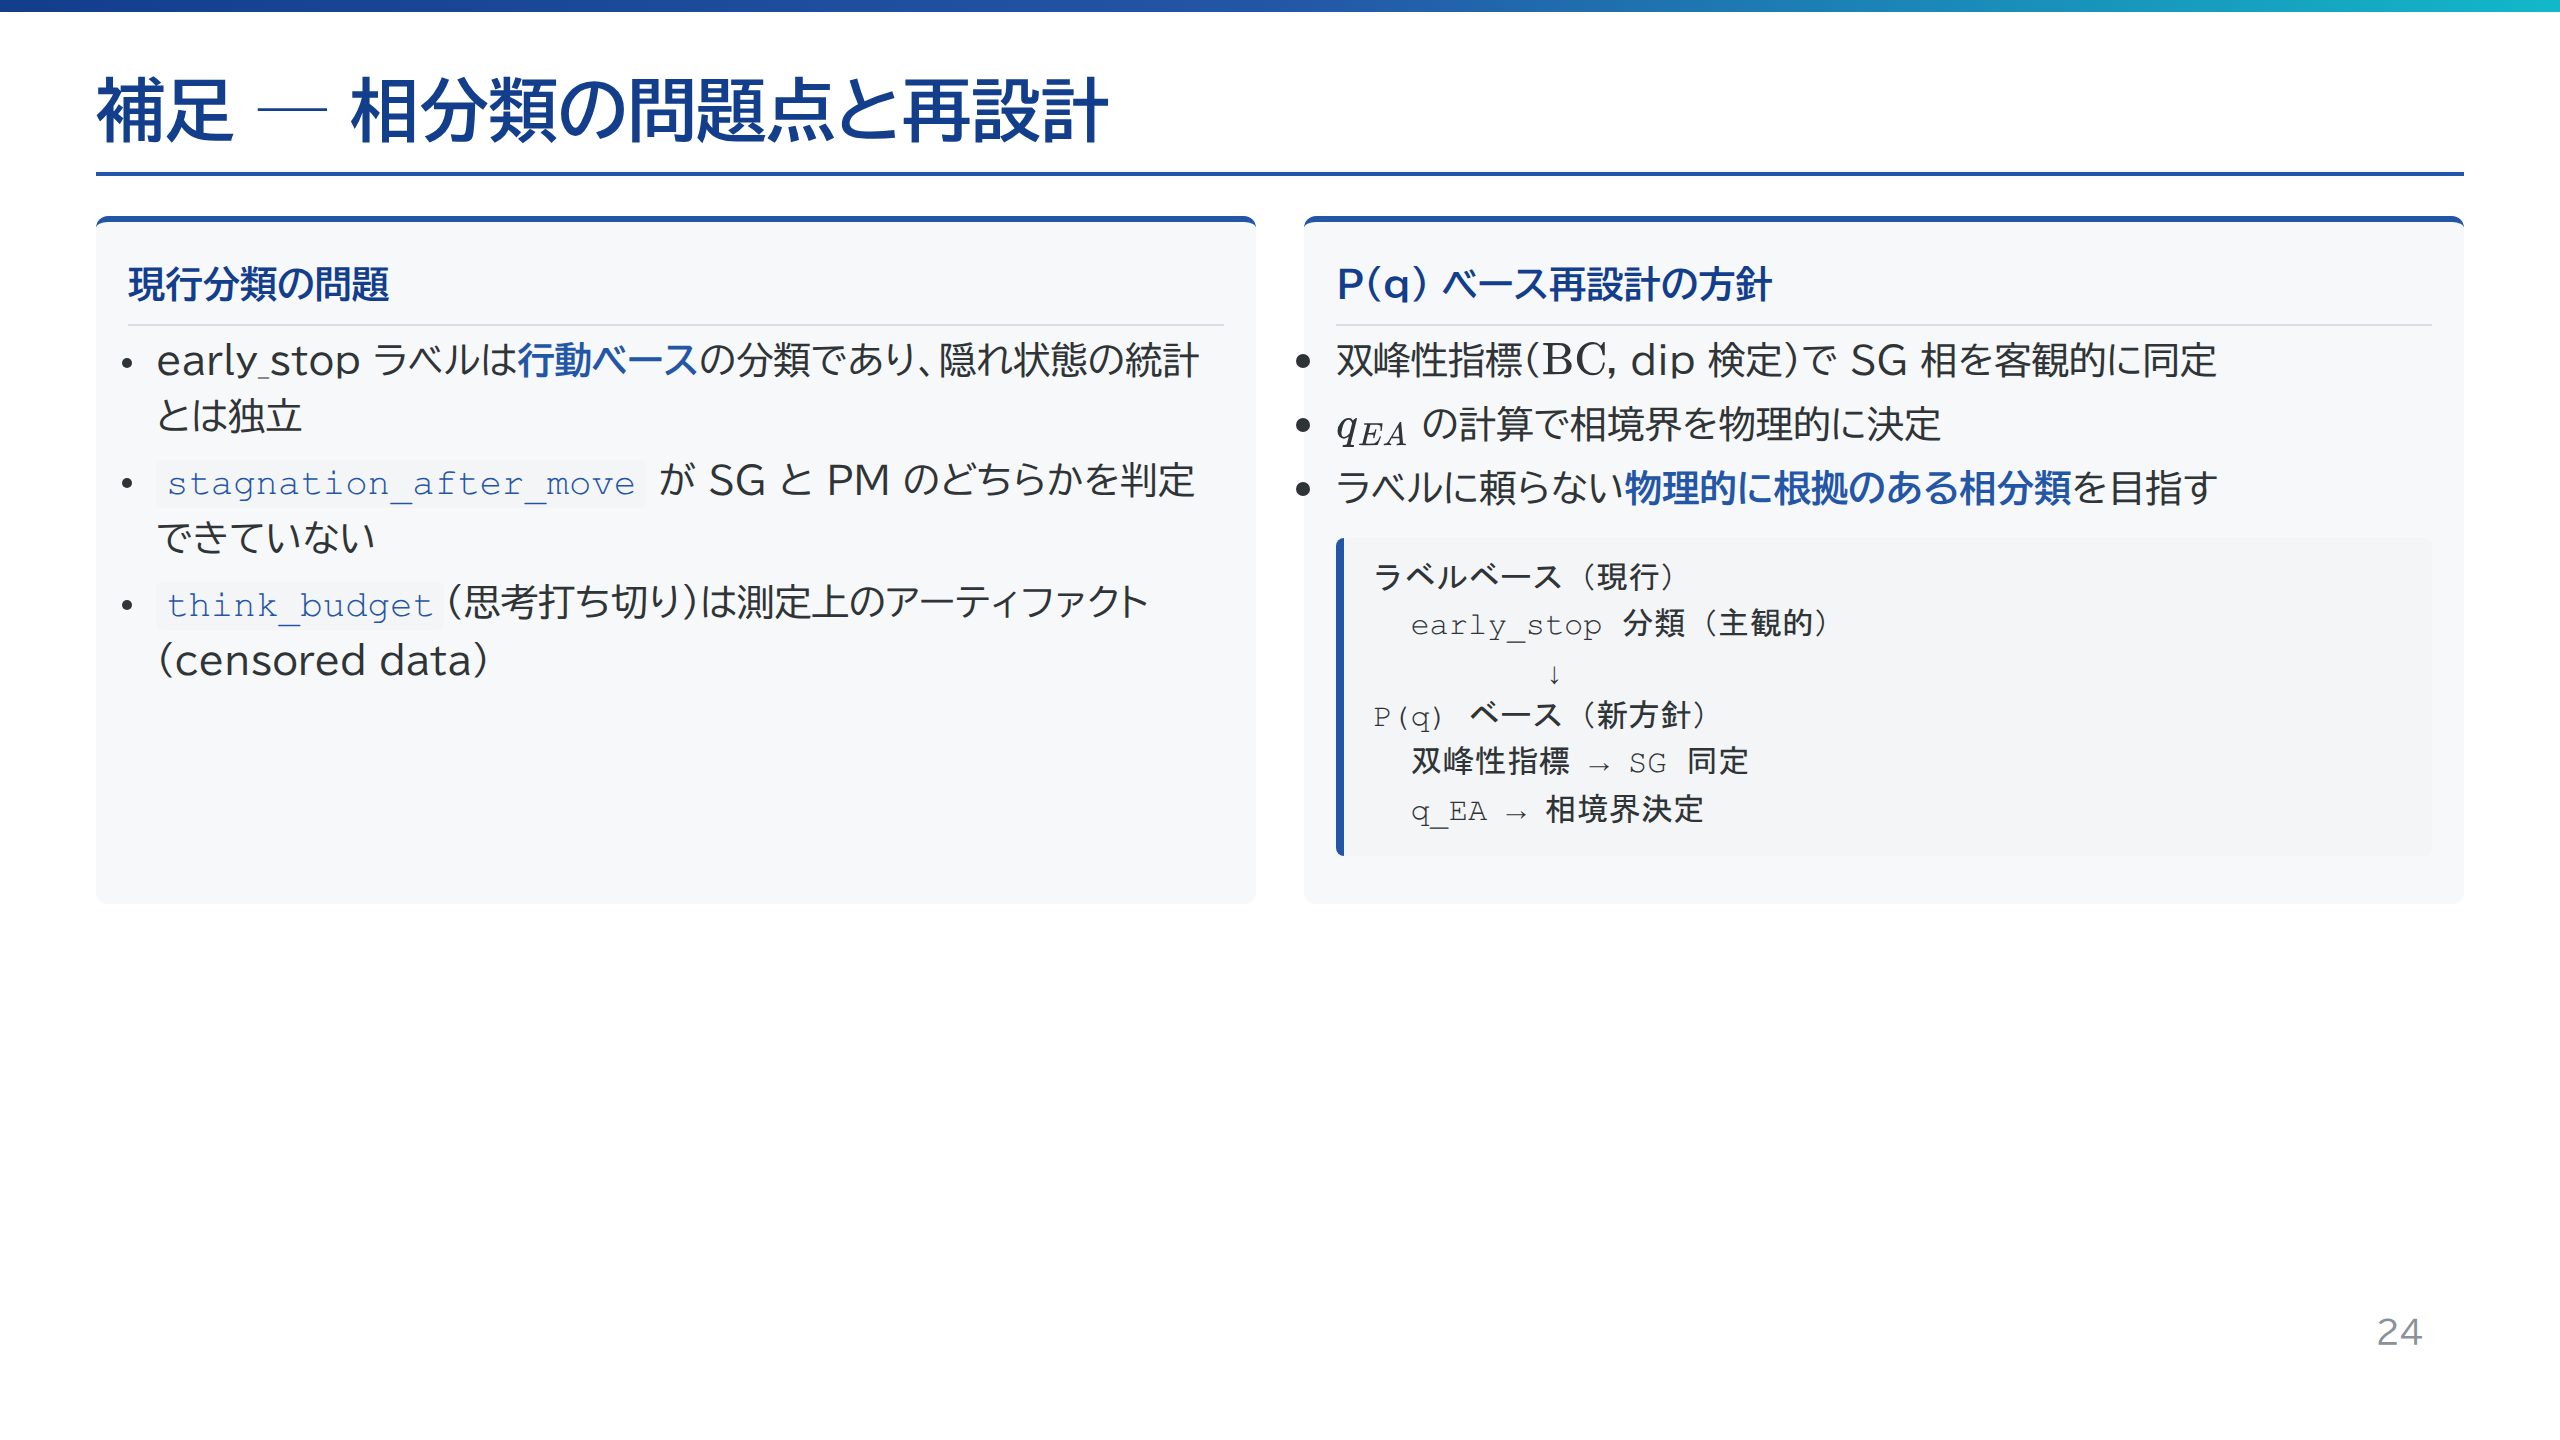 補足 — 相分類の問題点と再設計
現行分類の問題
• early_stop ラベルは行動ベースの分類であり、隠れ状態の統計
とは独立
• stagnation_after_move が SG と PM のどちらかを判定
できていない
• think_budget(思考打ち切り)は測定上のアーティファクト
(censored data)
P(q) ベース再設計の方針
• 双峰性指標(BC, dip 検定)で SG 相を客観的に同定
• q_{EA} の計算で相境界を物理的に決定
• ラベルに頼らない物理的に根拠のある相分類を目指す
ラベルベース（現行）
early_stop 分類（主観的）
↓
P(q) ベース（新方針）
双峰性指標 → SG 同定
q_EA → 相境界決定
24